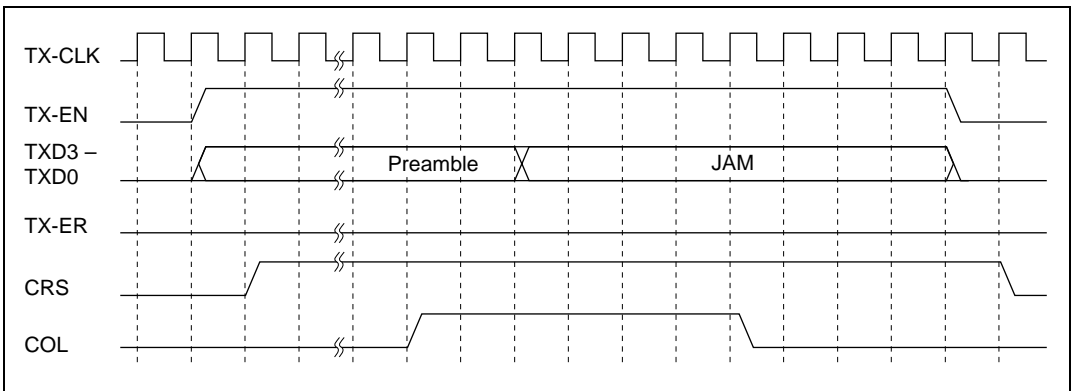 TX-CLK
TX-EN
TXD3 –
TXD0
Preamble
JAM
TX-ER
CRS
COL